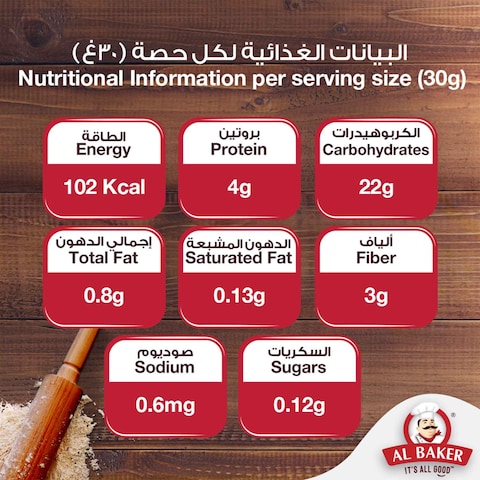 البيانات الغذائية لكل حصة (٣٠غ)
Nutritional Information per serving size (30g)
الطاقة
Energy
102 Kcal
بروتين
Protein
4g
الكربوهيدرات
Carbohydrates
22g
إجمالي الدهون
Total Fat
0.8g
الدهون المشبعة
Saturated Fat
0.13g
ألياف
Fiber
3g
صوديوم
Sodium
0.6mg
السكريات
Sugars
0.12g
AL BAKER
IT'S ALL GOOD™